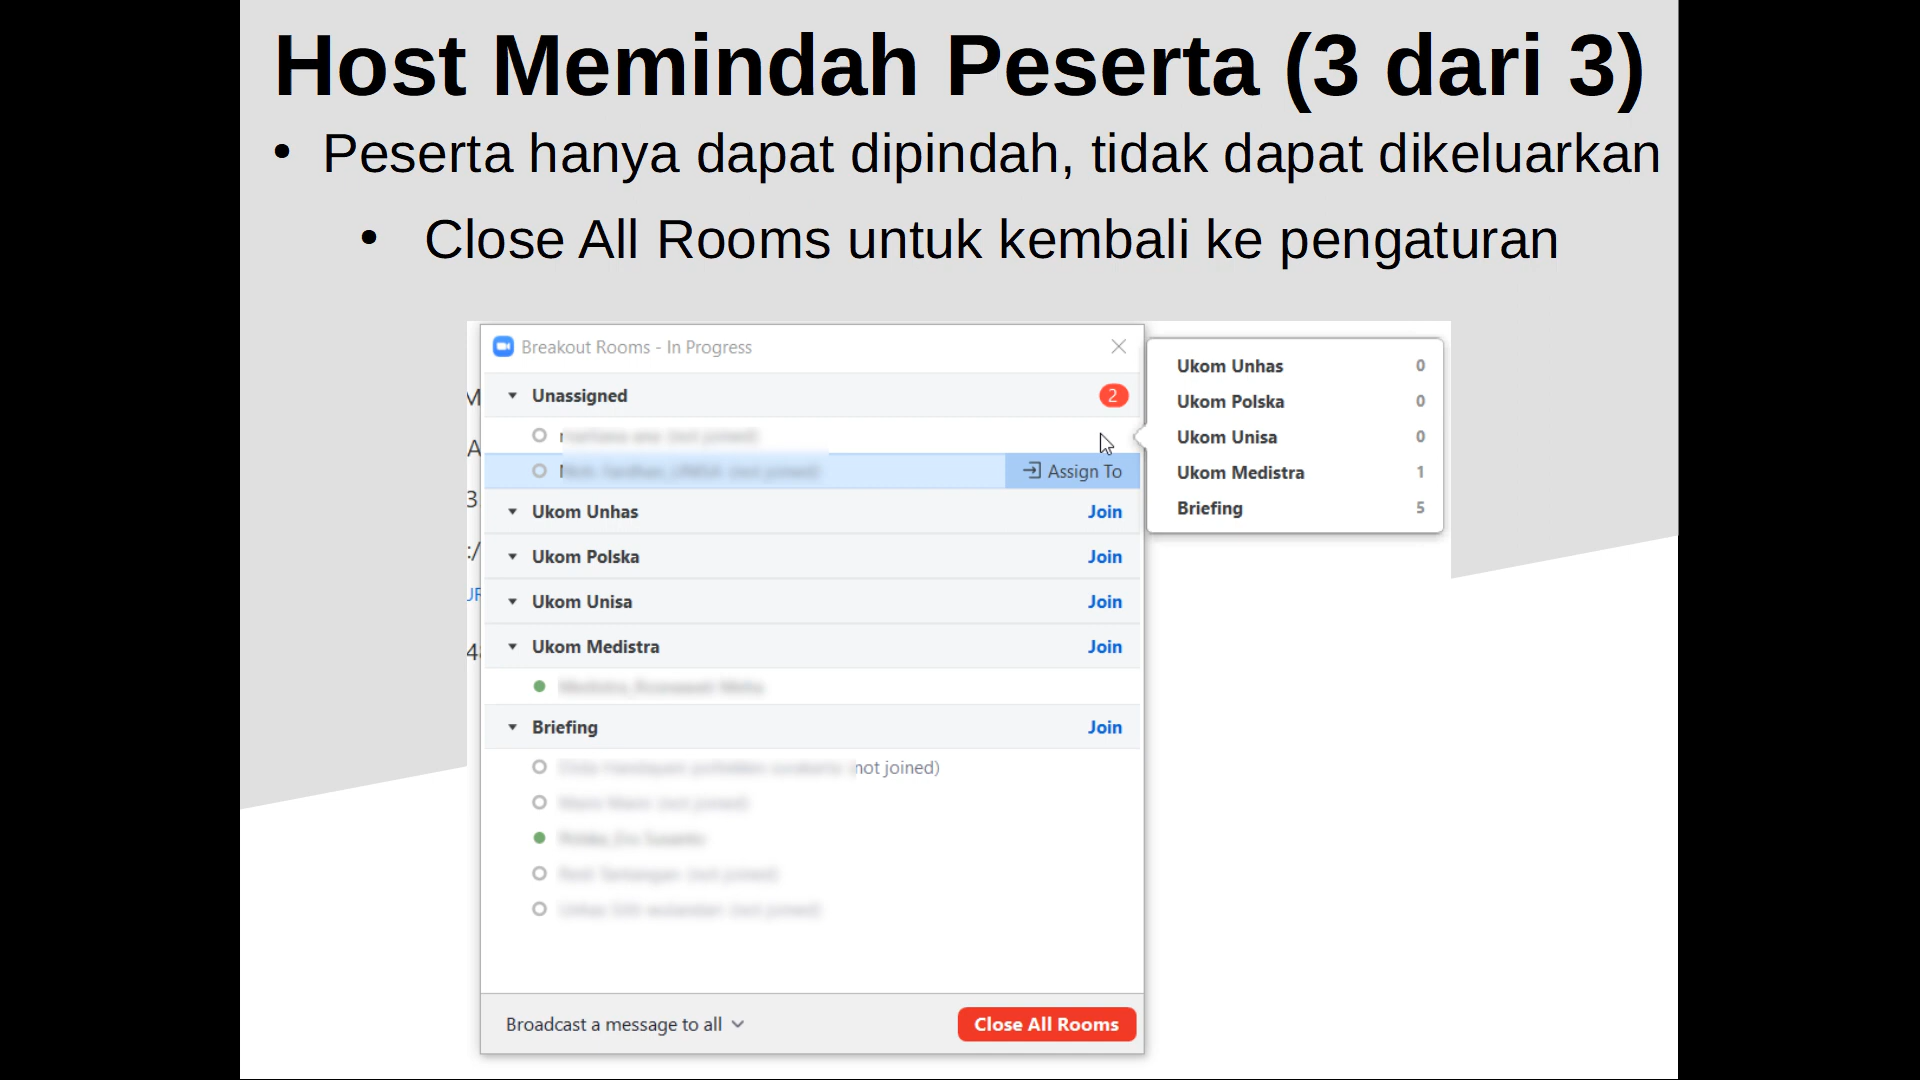 Host Memindah Peserta (3 dari 3)
• Peserta hanya dapat dipindah, tidak dapat dikeluarkan
• Close All Rooms untuk kembali ke pengaturan
Breakout Rooms - In Progress
Unassigned 2
Assign To
Ukom Unhas Join
Ukom Polska Join
Ukom Unisa Join
Ukom Medistra Join
Briefing Join
not joined)
Broadcast a message to all
Close All Rooms
Ukom Unhas 0
Ukom Polska 0
Ukom Unisa 0
Ukom Medistra 1
Briefing 5